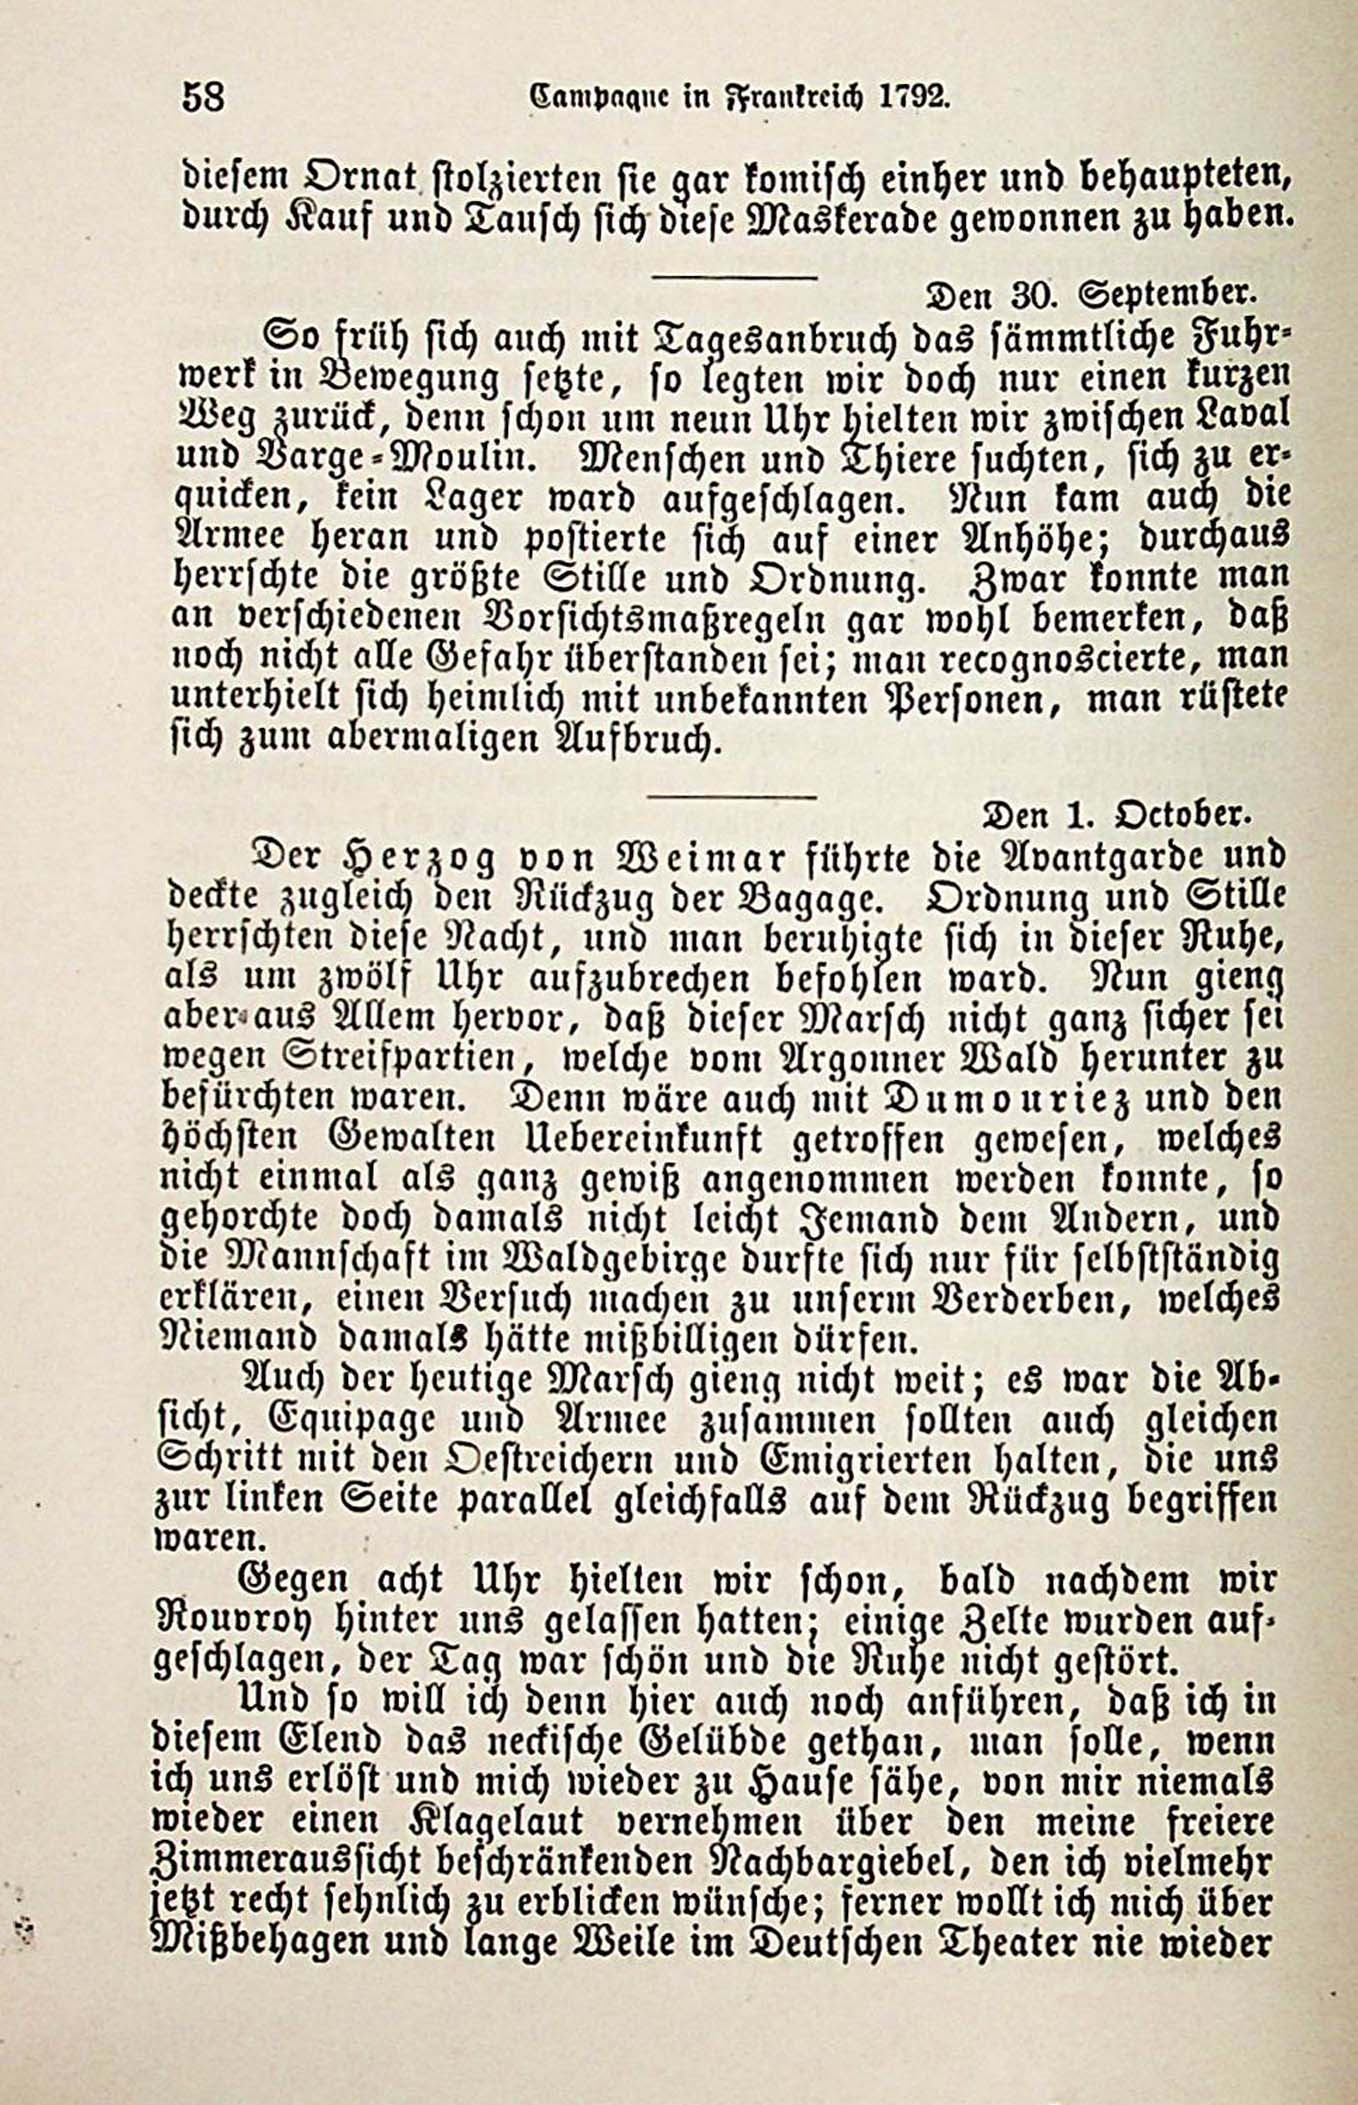 58 Campagne in Frankreich 1792.
diesem Ornat stolzierten sie gar komisch einher und behaupteten,
durch Kauf und Tausch sich diese Maskerade gewonnen zu haben.
Den 30. September.
So früh sich auch mit Tagesanbruch das sämmtliche Fuhr-
werk in Bewegung setzte, so legten wir doch nur einen kurzen
Weg zurück, denn schon um neun Uhr hielten wir zwischen Laval
und Varge-Moulin. Menschen und Thiere suchten, sich zu er-
quicken, kein Lager ward aufgeschlagen. Nun kam auch die
Armee heran und postierte sich auf einer Anhöhe; durchaus
herrschte die größte Stille und Ordnung. Zwar konnte man
an verschiedenen Vorsichtsmaßregeln gar wohl bemerken, daß
noch nicht alle Gefahr überstanden sei; man recognoscierte, man
unterhielt sich heimlich mit unbekannten Personen, man rüstete
sich zum abermaligen Aufbruch.
Den 1. October.
Der Herzog von Weimar führte die Avantgarde und
deckte zugleich den Rückzug der Bagage. Ordnung und Stille
herrschten diese Nacht, und man beruhigte sich in dieser Ruhe,
als um zwölf Uhr aufzubrechen befohlen ward. Nun gieng
aber aus Allem hervor, daß dieser Marsch nicht ganz sicher sei
wegen Streifpartien, welche vom Argonner Wald herunter zu
befürchten waren. Denn wäre auch mit Dumouriez und den
höchsten Gewalten Uebereinkunft getroffen gewesen, welches
nicht einmal als ganz gewiß angenommen werden konnte, so
gehorchte doch damals nicht leicht Jemand dem Andern, und
die Mannschaft im Waldgebirge durfte sich nur für selbstständig
erklären, einen Versuch machen zu unserm Verderben, welches
Niemand damals hätte mißbilligen dürfen.
Auch der heutige Marsch gieng nicht weit; es war die Ab-
sicht, Equipage und Armee zusammen sollten auch gleichen
Schritt mit den Oestreichern und Emigrierten halten, die uns
zur linken Seite parallel gleichfalls auf dem Rückzug begriffen
waren.
Gegen acht Uhr hielten wir schon, bald nachdem wir
Rouvroy hinter uns gelassen hatten; einige Zelte wurden auf-
geschlagen, der Tag war schön und die Ruhe nicht gestört.
Und so will ich denn hier auch noch anführen, daß ich in
diesem Elend das neckische Gelübde gethan, man solle, wenn
ich uns erlöst und mich wieder zu Hause sähe, von mir niemals
wieder einen Klagelaut vernehmen über den meine freiere
Zimmeraussicht beschränkenden Nachbargiebel, den ich vielmehr
jetzt recht sehnlich zu erblicken wünsche; ferner wollt ich mich über
Mißbehagen und lange Weile im Deutschen Theater nie wieder